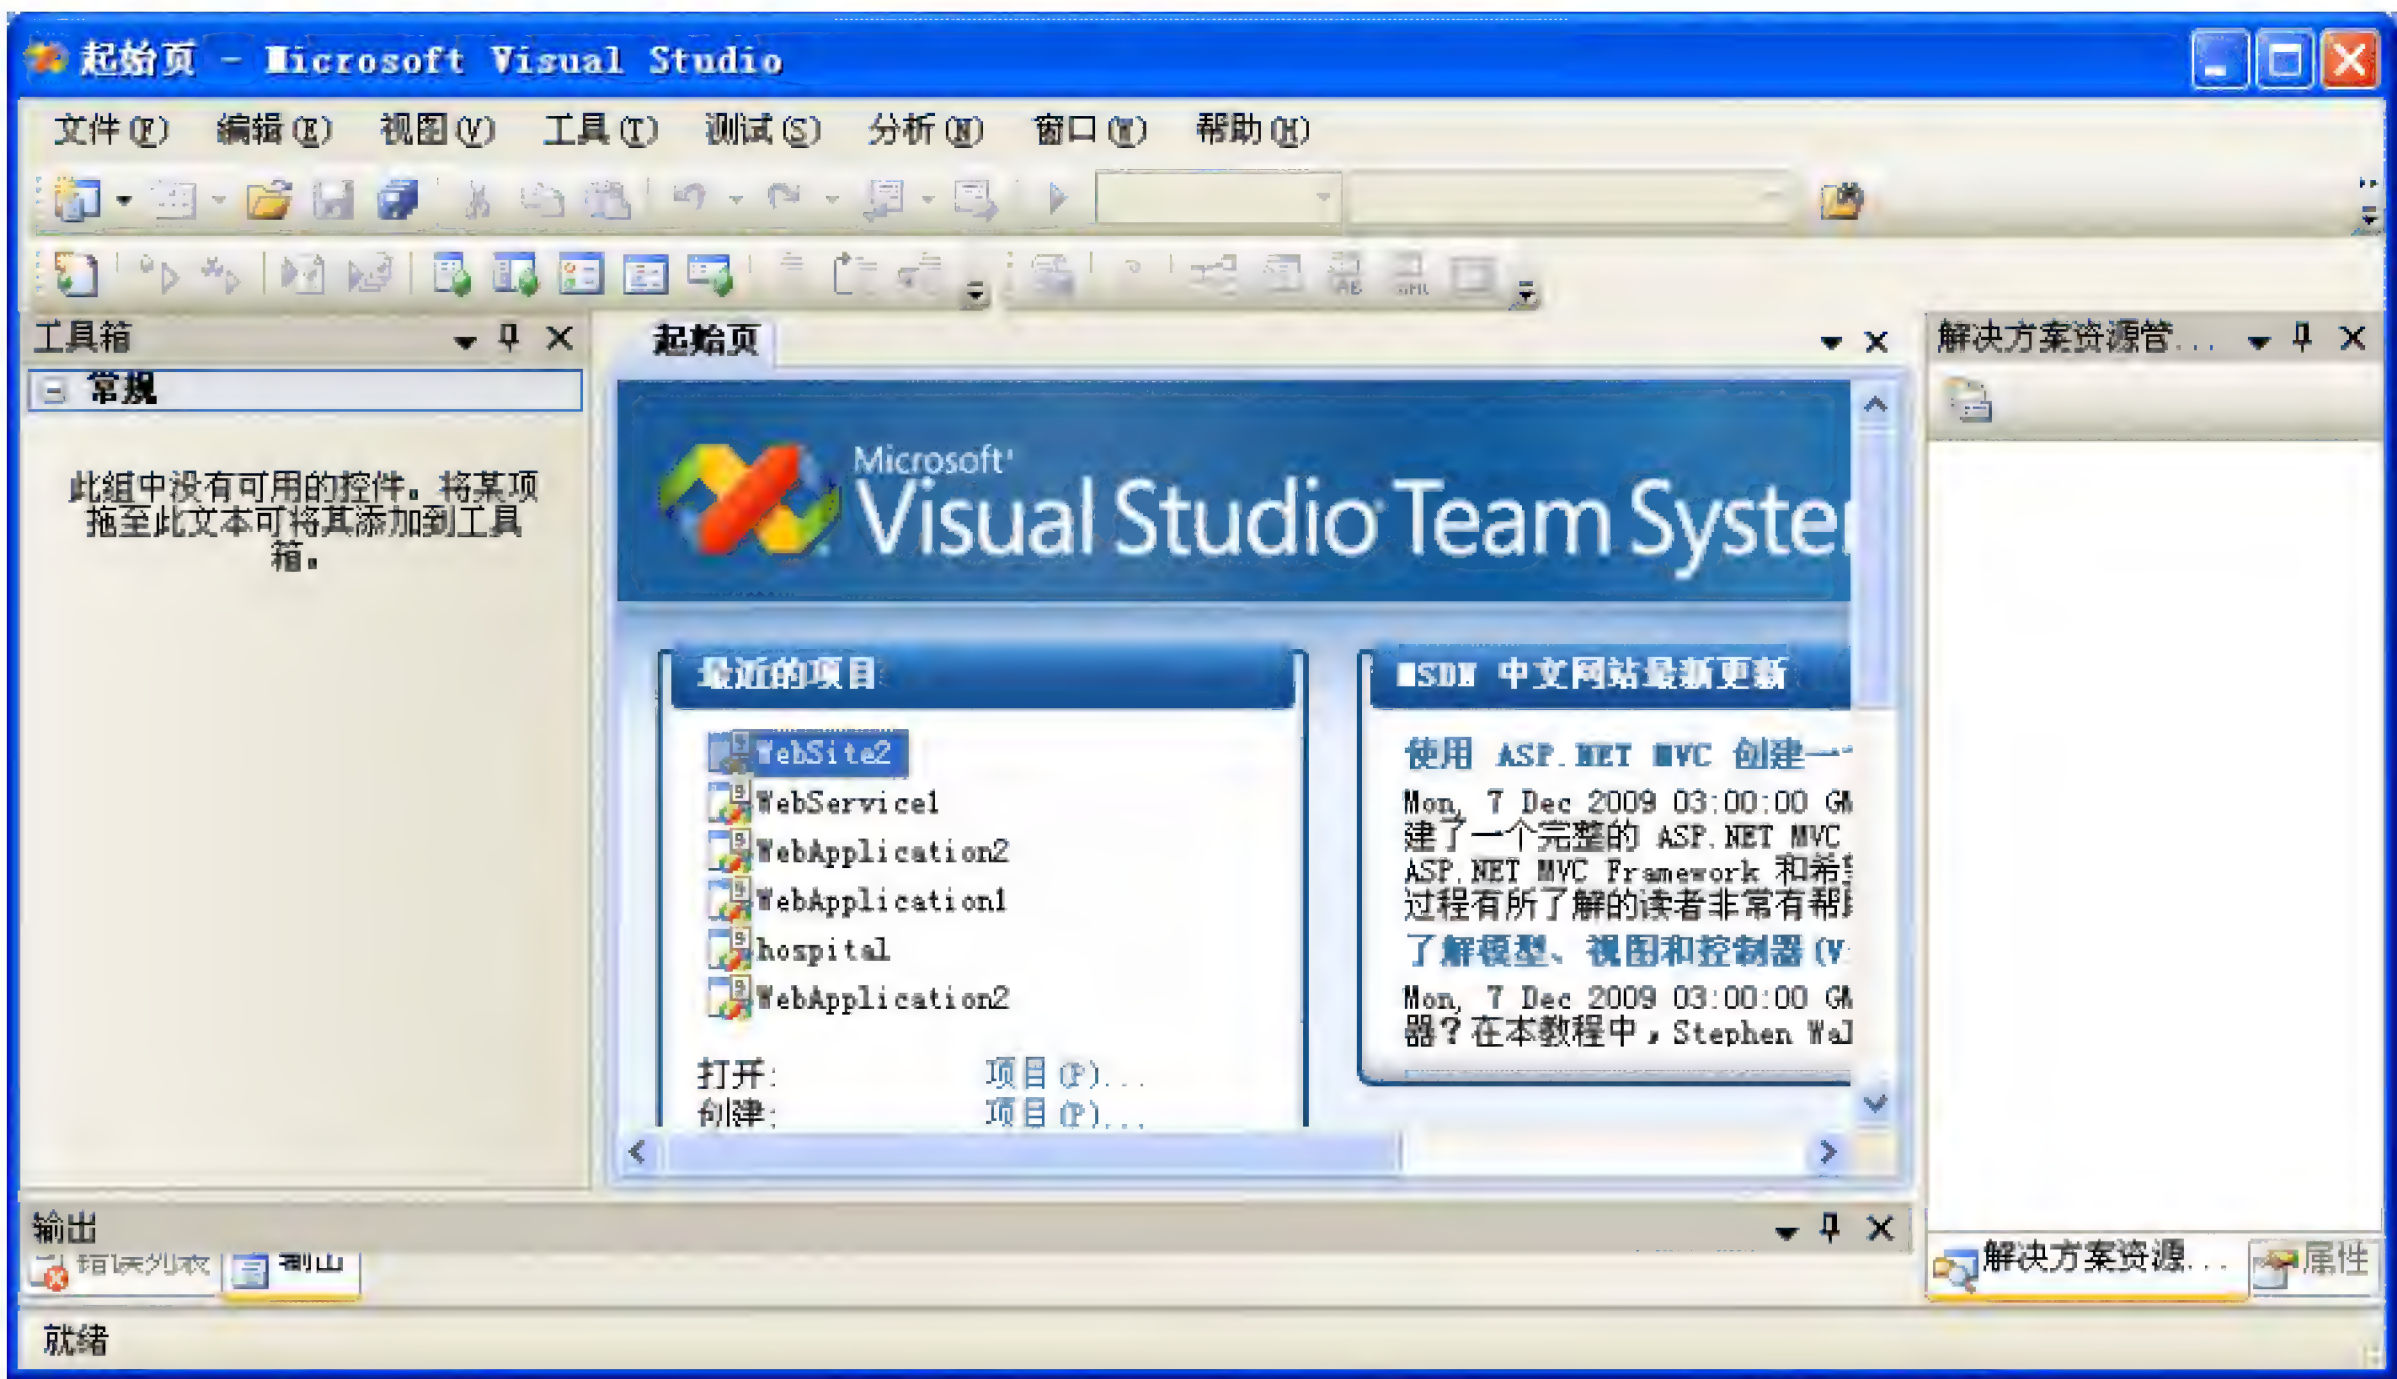 起始页 - Microsoft Visual Studio
文件(F) 编辑(E) 视图(V) 工具(T) 测试(S) 分析(N) 窗口(W) 帮助(H)
工具箱
常规
此组中没有可用的控件。将某项
拖至此文本可将其添加到工具
箱。
起始页
Microsoft
Visual Studio Team System
最近的项目
WebSite2
WebService1
WebApplication2
WebApplication1
hospital
WebApplication2
打开: 项目(P)...
创建: 项目(P)...
MSDN 中文网站最新更新
使用 ASP.NET MVC 创建一
Mon, 7 Dec 2009 03:00:00 GM
建了一个完整的 ASP.NET MVC
ASP.NET MVC Framework 和希
过程有所了解的读者非常有帮
了解模型、视图和控制器(V
Mon, 7 Dec 2009 03:00:00 GM
器？在本教程中，Stephen Wal
解决方案资源管...
输出
错误列表 输出
解决方案资源... 属性
就绪